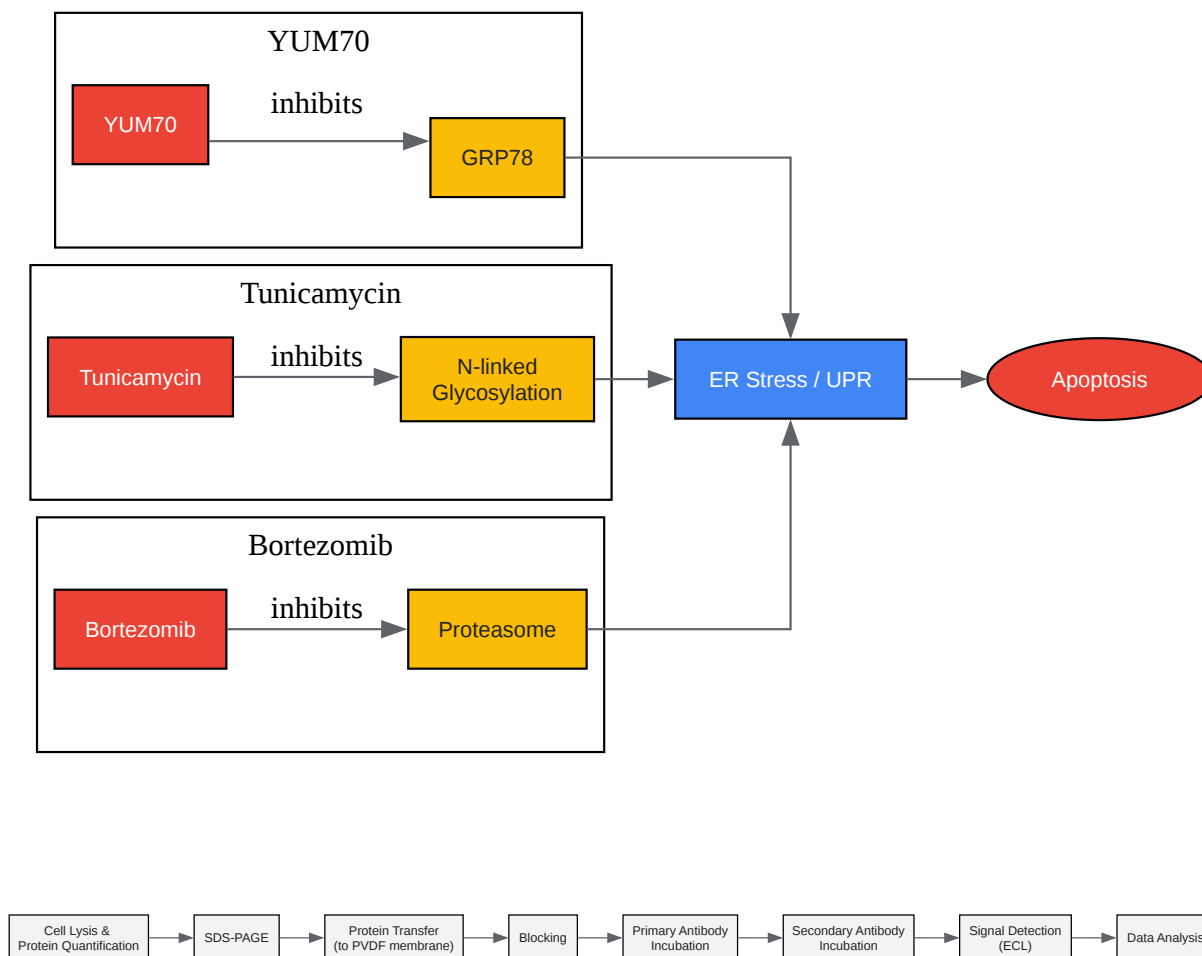 YUM70
inhibits
YUM70
GRP78
Tunicamycin
inhibits
Tunicamycin
N-linked
Glycosylation
ER Stress / UPR
Apoptosis
Bortezomib
inhibits
Bortezomib
Proteasome
Cell Lysis &
Protein Quantification
SDS-PAGE
Protein Transfer
(to PVDF membrane)
Blocking
Primary Antibody
Incubation
Secondary Antibody
Incubation
Signal Detection
(ECL)
Data Analysis